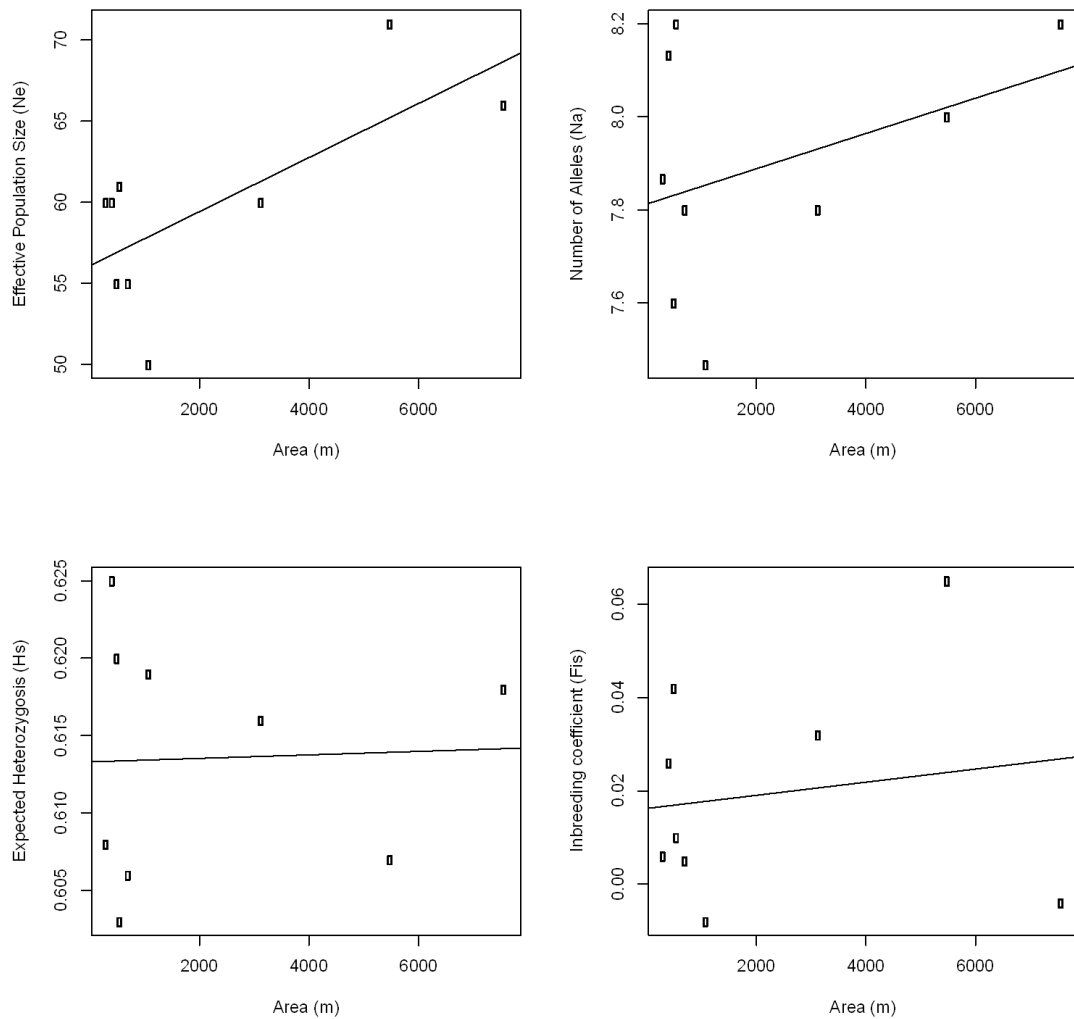 Effective Population Size (Ne)
70
65
60
55
50
2000 4000 6000
Area (m)
Number of Alleles (Na)
8.2
8.0
7.8
7.6
2000 4000 6000
Area (m)
Expected Heterozygosis (Hs)
0.625
0.620
0.615
0.610
0.605
2000 4000 6000
Area (m)
Inbreeding coefficient (Fis)
0.06
0.04
0.02
0.00
2000 4000 6000
Area (m)